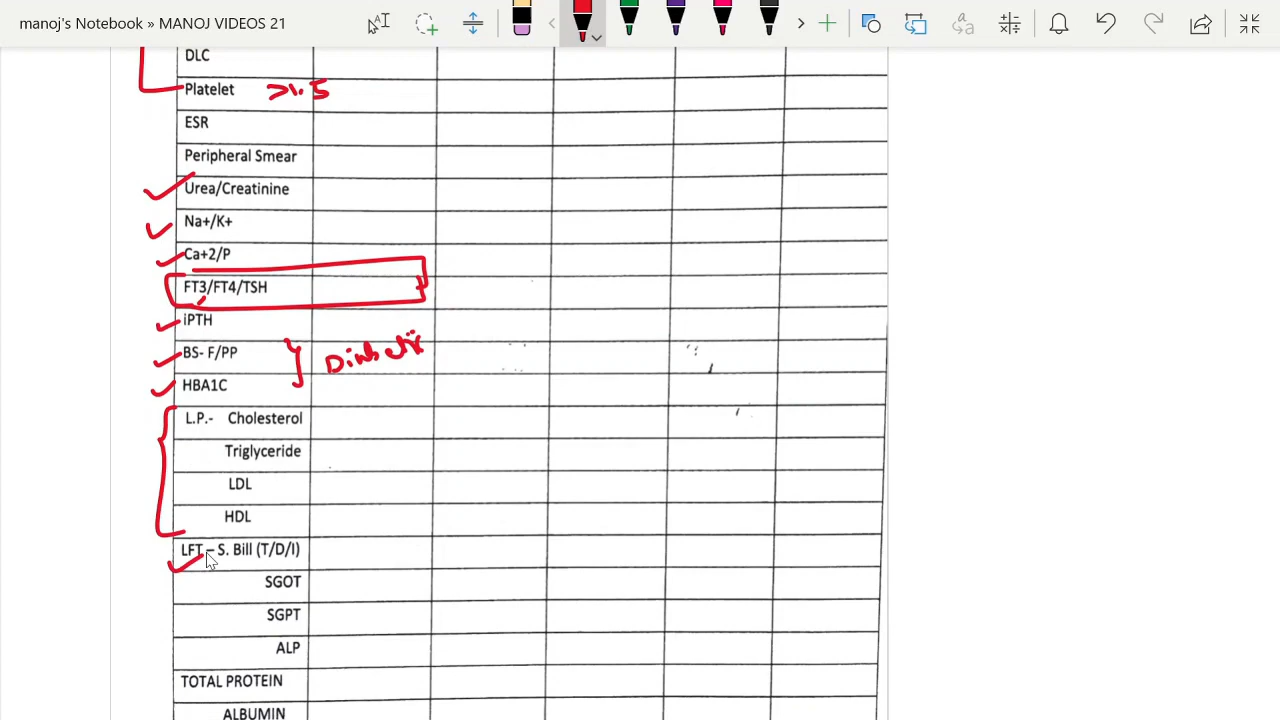 manoj's Notebook » MANOJ VIDEOS 21
DLC
Platelet >1.5
ESR
Peripheral Smear
Urea/Creatinine
Na+/K+
Ca+2/P
FT3/FT4/TSH
iPTH
BS- F/PP
Diabetic
HBA1C
L.P.- Cholesterol
Triglyceride
LDL
HDL
LFT – S. Bill (T/D/I)
SGOT
SGPT
ALP
TOTAL PROTEIN
ALBUMIN